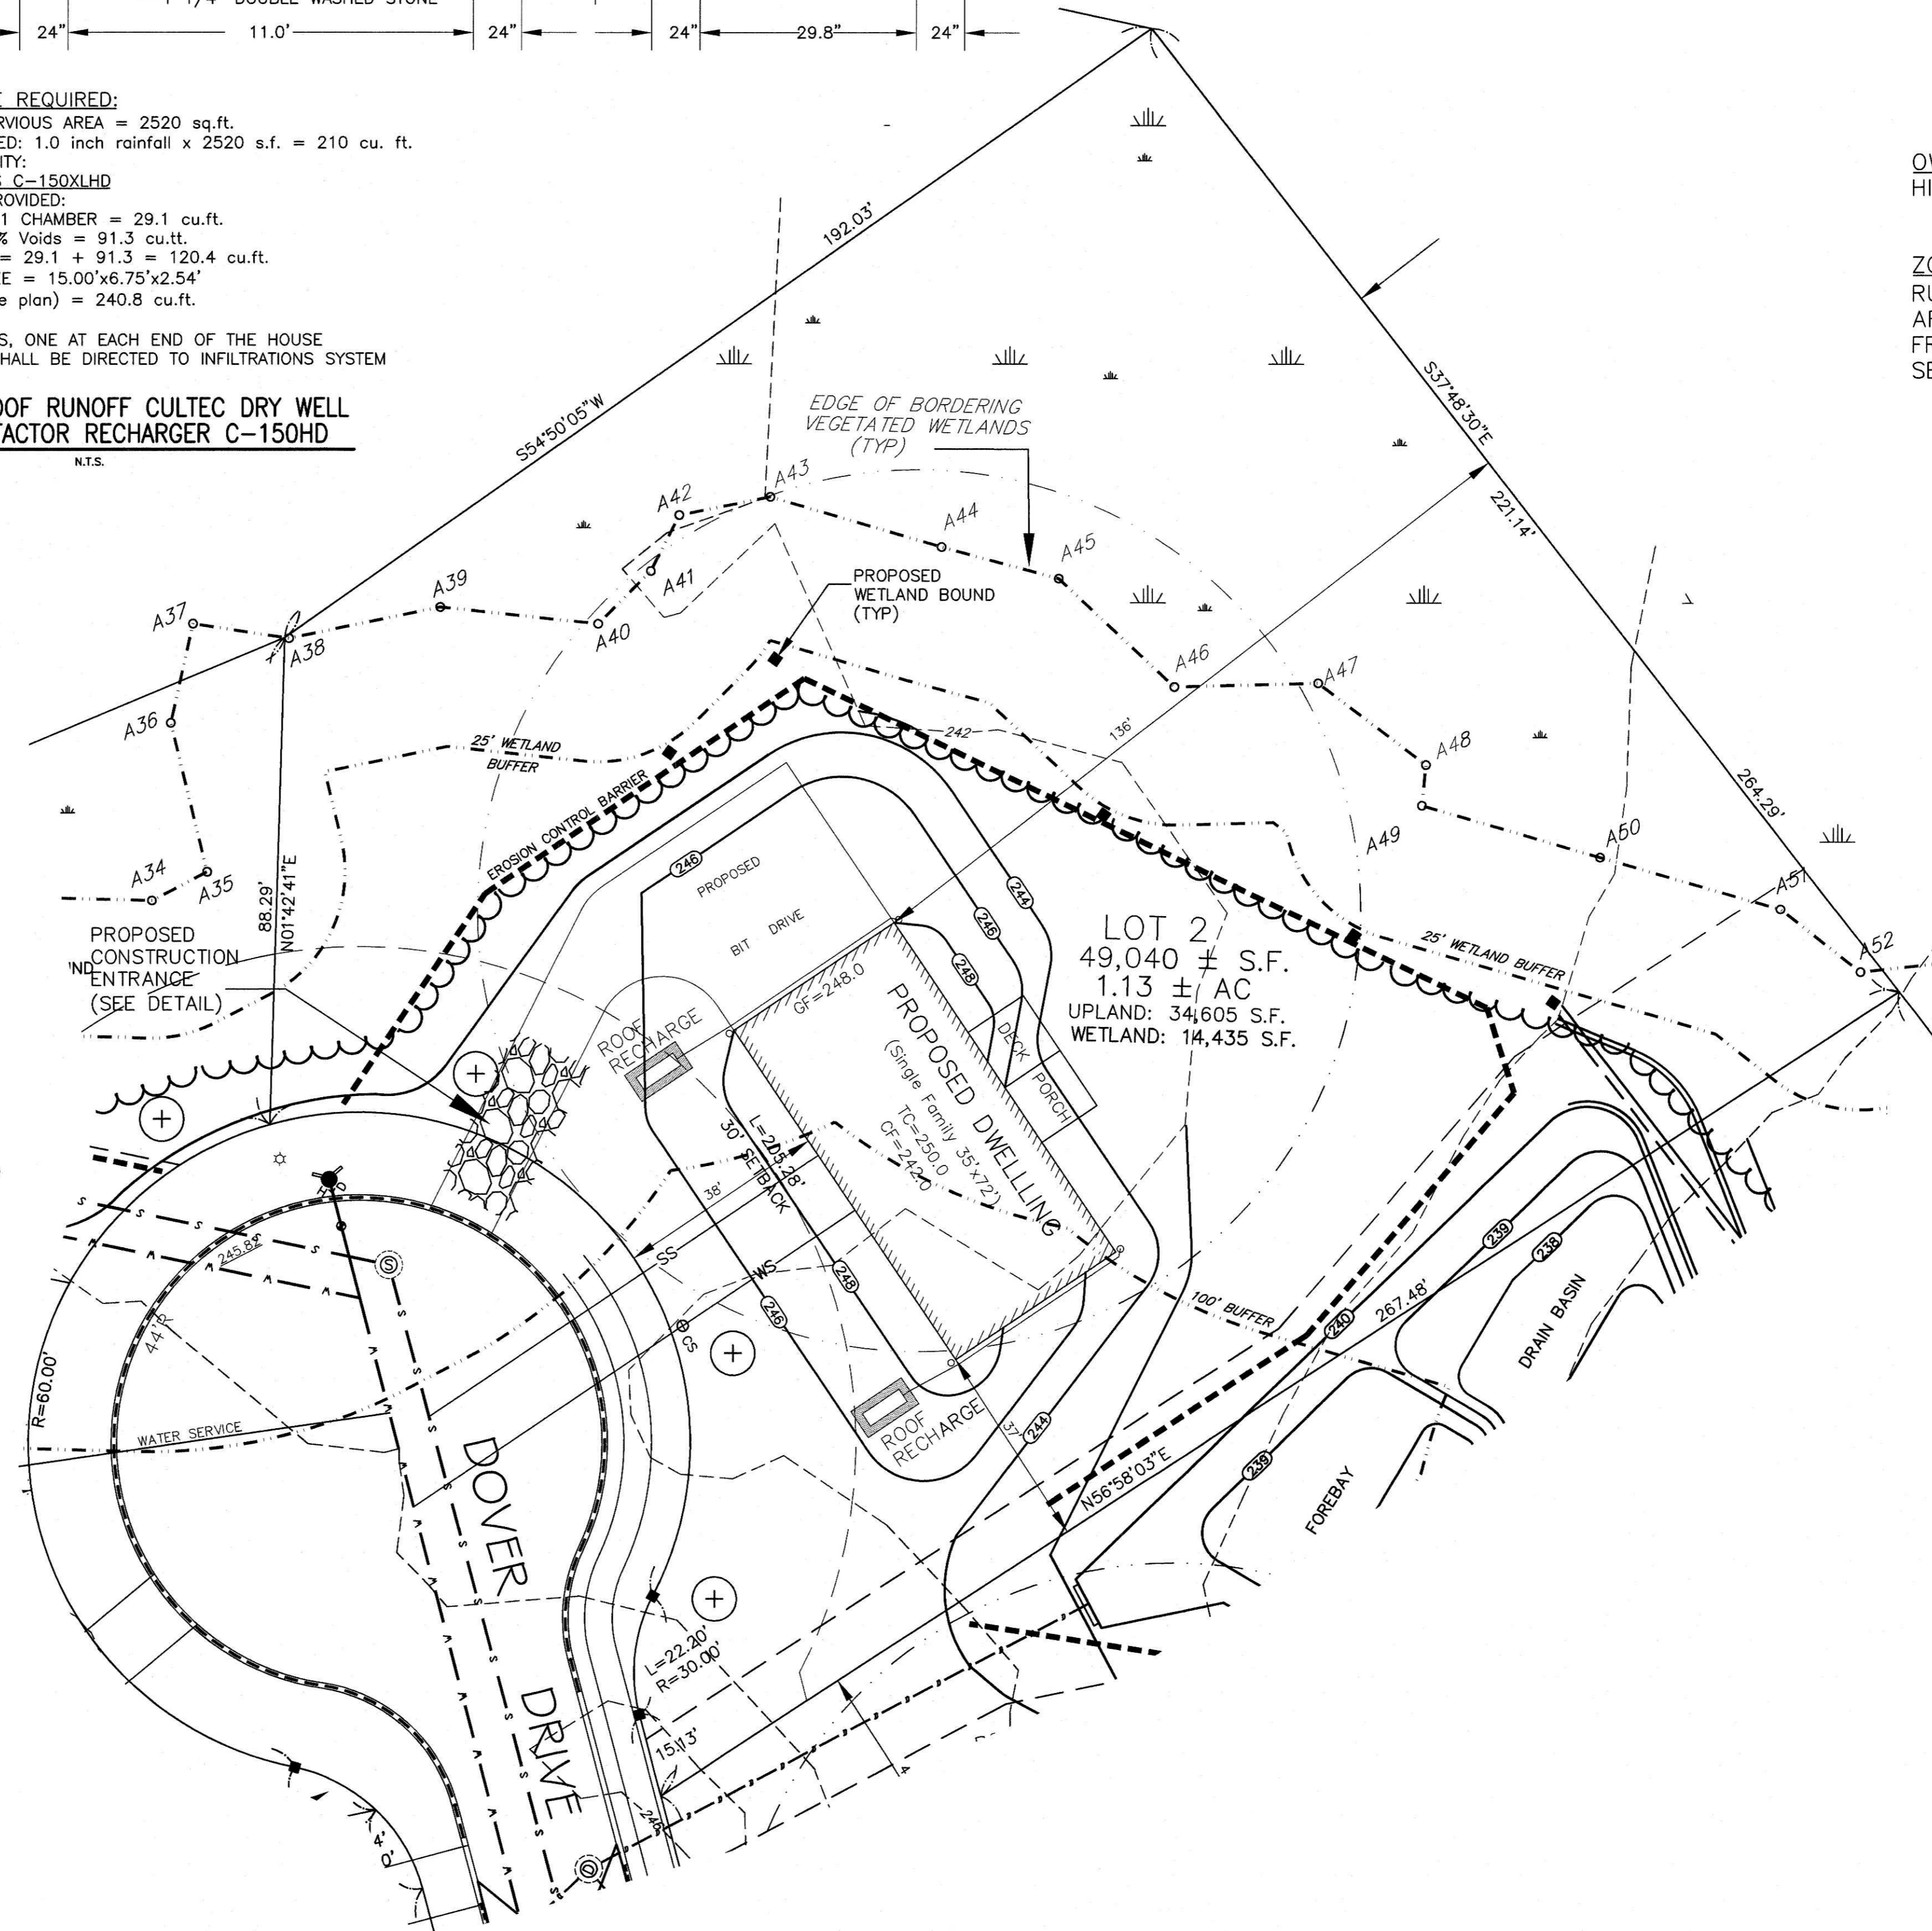 1 1/4" DOUBLE WASHED STONE
24" 11.0' 24" 24" 29.8" 24"
REQUIRED:
RVIOUS AREA = 2520 sq.ft.
ED: 1.0 inch rainfall x 2520 s.f. = 210 cu. ft.
ITY:
S C-150XLHD
ROVIDED:
1 CHAMBER = 29.1 cu.ft.
% Voids = 91.3 cu.tt.
= 29.1 + 91.3 = 120.4 cu.ft.
EE = 15.00'x6.75'x2.54'
e plan) = 240.8 cu.ft.
S, ONE AT EACH END OF THE HOUSE
HALL BE DIRECTED TO INFILTRATIONS SYSTEM
OOF RUNOFF CULTEC DRY WELL
TACTOR RECHARGER C-150HD
N.T.S.
OW
HI
ZO
RU
AR
FR
SE
192.03'
S54°50'05"W
S37°48'30"E
221.14'
264.29'
EDGE OF BORDERING
VEGETATED WETLANDS
(TYP)
A43
A42
A44
A45
A41
A39
A40
A37
A38
A36
A46
A47
A48
A49
A50
A51
A52
A34
A35
PROPOSED
WETLAND BOUND
(TYP)
25' WETLAND
BUFFER
EROSION CONTROL BARRIER
242
136'
88.29'
N01°42'41"E
PROPOSED
CONSTRUCTION
'ND
ENTRANCE
(SEE DETAIL)
246
PROPOSED
BIT DRIVE
244
246
248
LOT 2
49,040 ± S.F.
1.13 ± AC
UPLAND: 34,605 S.F.
WETLAND: 14,435 S.F.
25' WETLAND BUFFER
GF=248.0
ROOF
RECHARGE
DECK
PORCH
PROPOSED DWELLLING
(Single Family 35'x72')
TC=250.0
CF=242.0
L=205.28'
30' SETBACK
38'
HYD
S
245.82
44'R
R=60.00'
WATER SERVICE
SS
WS
CS
246
248
100' BUFFER
239
238
240
267.48'
DRAIN BASIN
ROOF
RECHARGE
37'
244
N56°58'03"E
239
FOREBAY
DOVER
DRIVE
L=22.20'
R=30.00'
15.13'
246
D
4
4'
0'